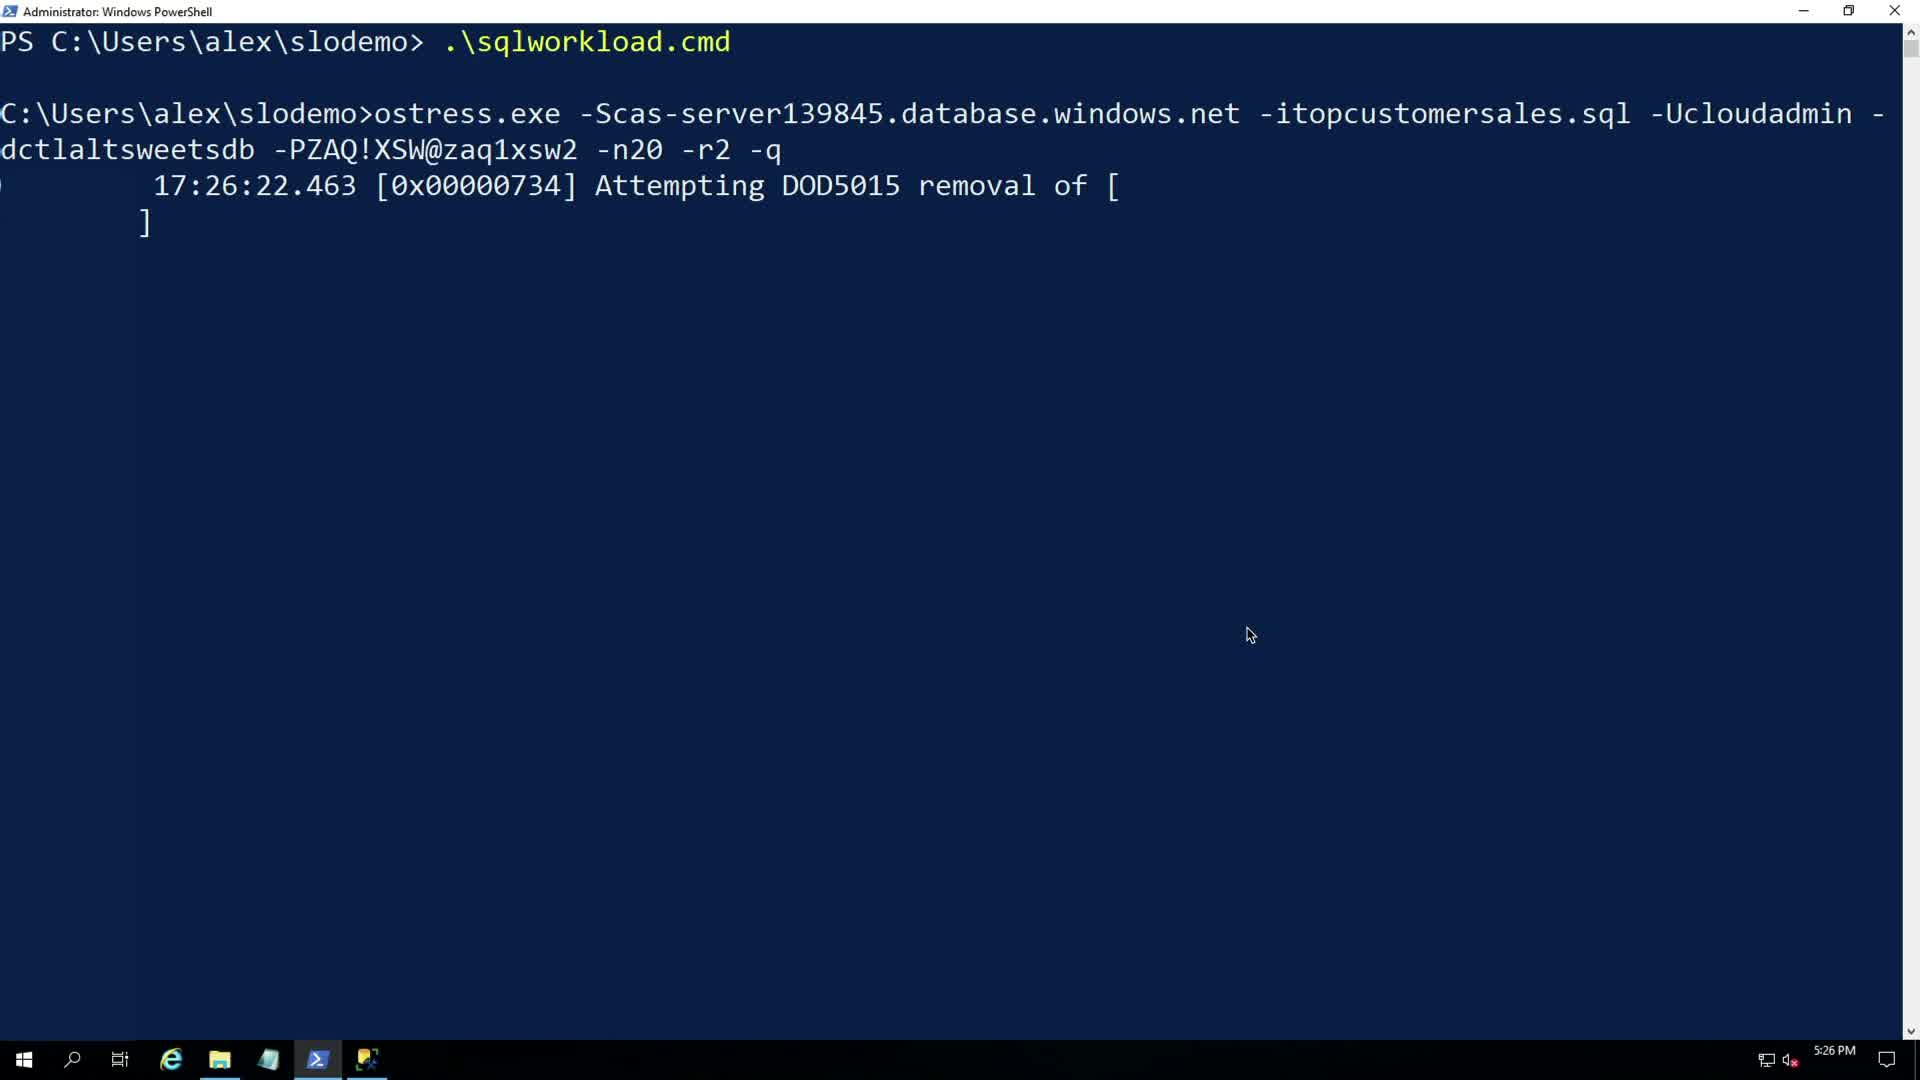 Administrator: Windows PowerShell
PS C:\Users\alex\slodemo> .\sqlworkload.cmd
C:\Users\alex\slodemo>ostress.exe -Scas-server139845.database.windows.net -itopcustomersales.sql -Ucloudadmin -
dctlaltsweetsdb -PZAQ!XSW@zaq1xsw2 -n20 -r2 -q
17:26:22.463 [0x00000734] Attempting DOD5015 removal of [
]
5:26 PM